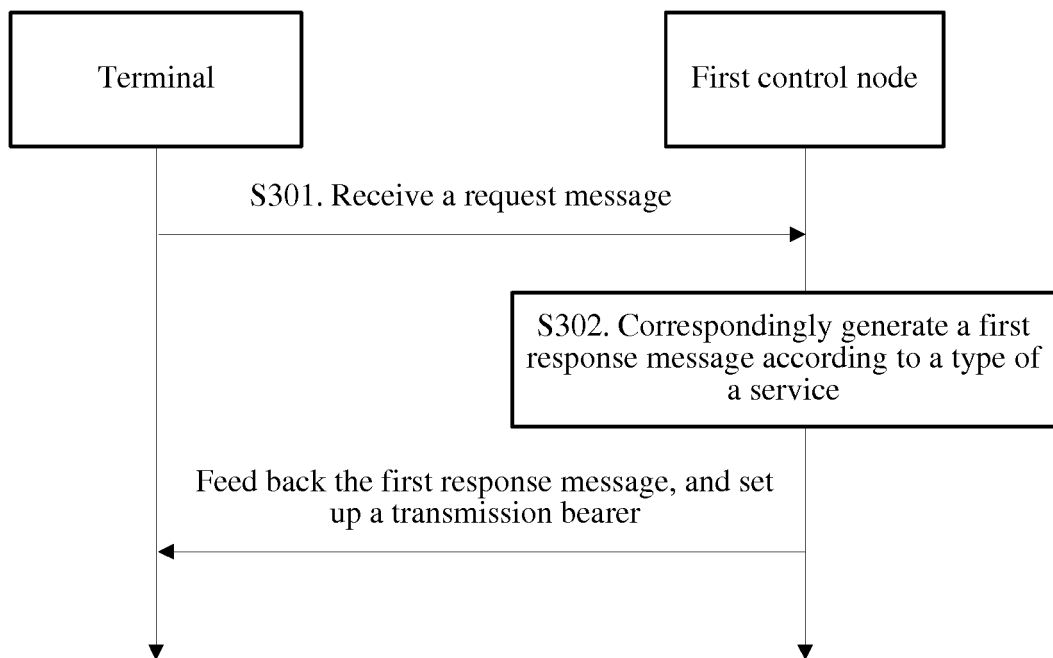 Terminal
First control node
S301. Receive a request message
S302. Correspondingly generate a first
response message according to a type of
a service
Feed back the first response message, and set
up a transmission bearer